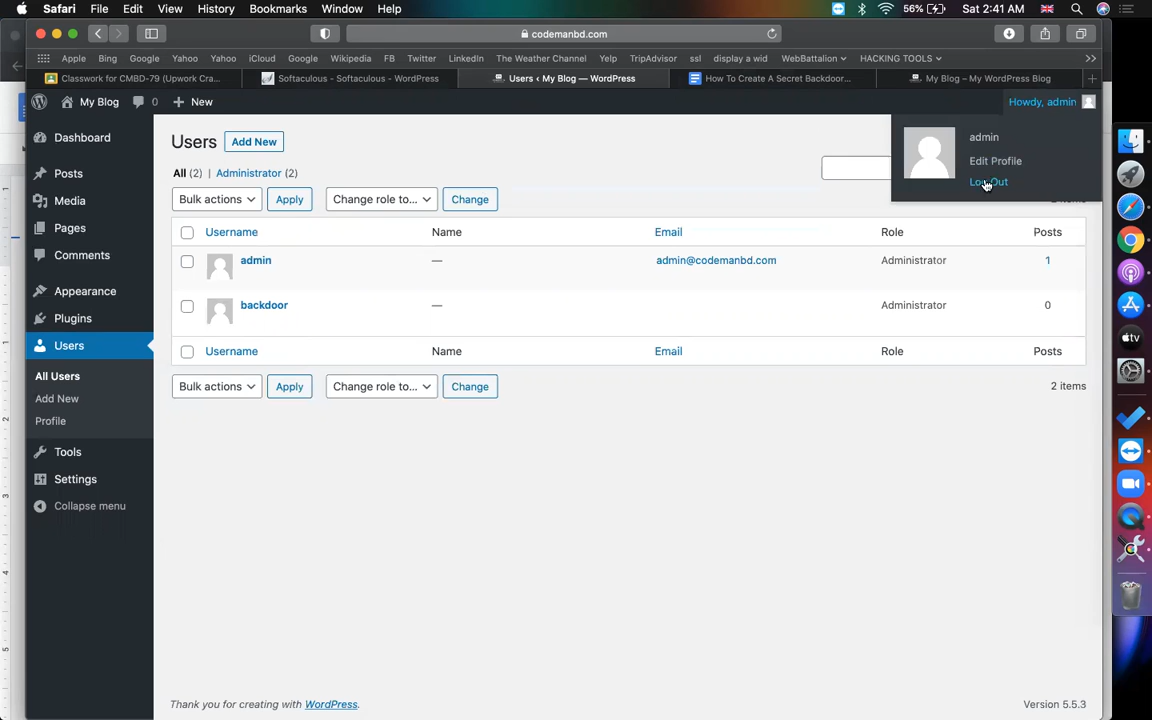 Safari File Edit View History Bookmarks Window Help 56% Sat 2:41 AM
codemanbd.com
Apple Bing Google Yahoo Yahoo iCloud Google Wikipedia FB Twitter LinkedIn The Weather Channel Yelp TripAdvisor ssl display a wid WebBattalion HACKING TOOLS
Classwork for CMBD-79 (Upwork Cra... Softaculous - Softaculous - WordPress Users ‹ My Blog — WordPress How To Create A Secret Backdoor... My Blog – My WordPress Blog
My Blog 0 New Howdy, admin
admin
Edit Profile
Log Out
Dashboard
Posts
Media
Pages
Comments
Appearance
Plugins
Users
All Users
Add New
Profile
Tools
Settings
Collapse menu
Users Add New
All (2) | Administrator (2)
Bulk actions Apply Change role to... Change
Username Name Email Role Posts
admin — admin@codemanbd.com Administrator 1
backdoor — Administrator 0
Username Name Email Role Posts
Bulk actions Apply Change role to... Change 2 items
Thank you for creating with WordPress. Version 5.5.3
tv